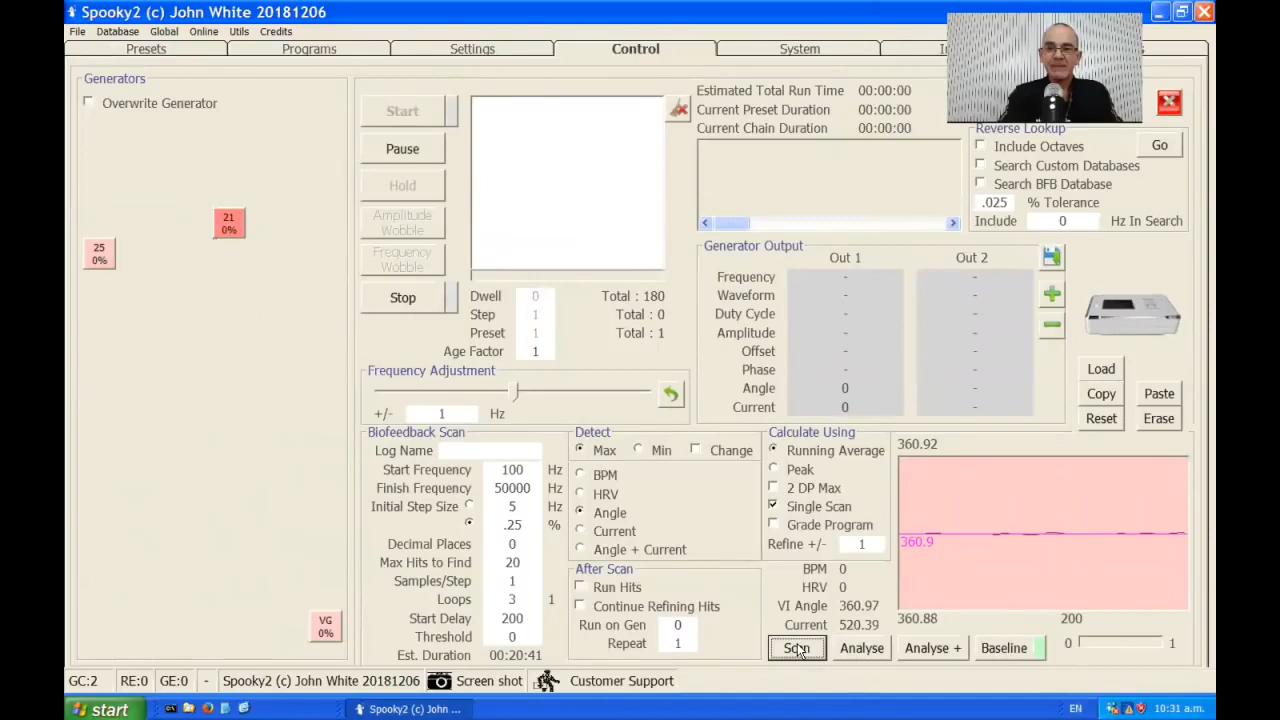 Spooky2 (c) John White 20181206
File Database Global Online Utils Credits
Presets Programs Settings Control System
Generators
Overwrite Generator
21
0%
25
0%
VG
0%
Start
Pause
Hold
Amplitude
Wobble
Frequency
Wobble
Stop
Dwell 0 Total : 180
Step 1 Total : 0
Preset 1 Total : 1
Age Factor 1
Frequency Adjustment
+/- 1 Hz
Estimated Total Run Time 00:00:00
Current Preset Duration 00:00:00
Current Chain Duration 00:00:00
Reverse Lookup
Include Octaves Go
Search Custom Databases
Search BFB Database
.025 % Tolerance
Include 0 Hz In Search
Generator Output
Out 1 Out 2
Frequency - -
Waveform - -
Duty Cycle - -
Amplitude - -
Offset - -
Phase - -
Angle 0 -
Current 0 -
Load
Copy Paste
Reset Erase
Biofeedback Scan
Log Name
Start Frequency 100 Hz
Finish Frequency 50000 Hz
Initial Step Size 5 Hz
.25 %
Decimal Places 0
Max Hits to Find 20
Samples/Step 1
Loops 3 1
Start Delay 200
Threshold 0
Est. Duration 00:20:41
Detect
Max Min Change
BPM
HRV
Angle
Current
Angle + Current
After Scan
Run Hits
Continue Refining Hits
Run on Gen 0
Repeat 1
Calculate Using
Running Average
Peak
2 DP Max
Single Scan
Grade Program
Refine +/- 1
BPM 0
HRV 0
VI Angle 360.97
Current 520.39
360.92
360.9
360.88 200
Scan Analyse Analyse + Baseline 0 1
GC:2 RE:0 GE:0 - Spooky2 (c) John White 20181206 Screen shot Customer Support
start Spooky2 (c) John ... EN 10:31 a.m.